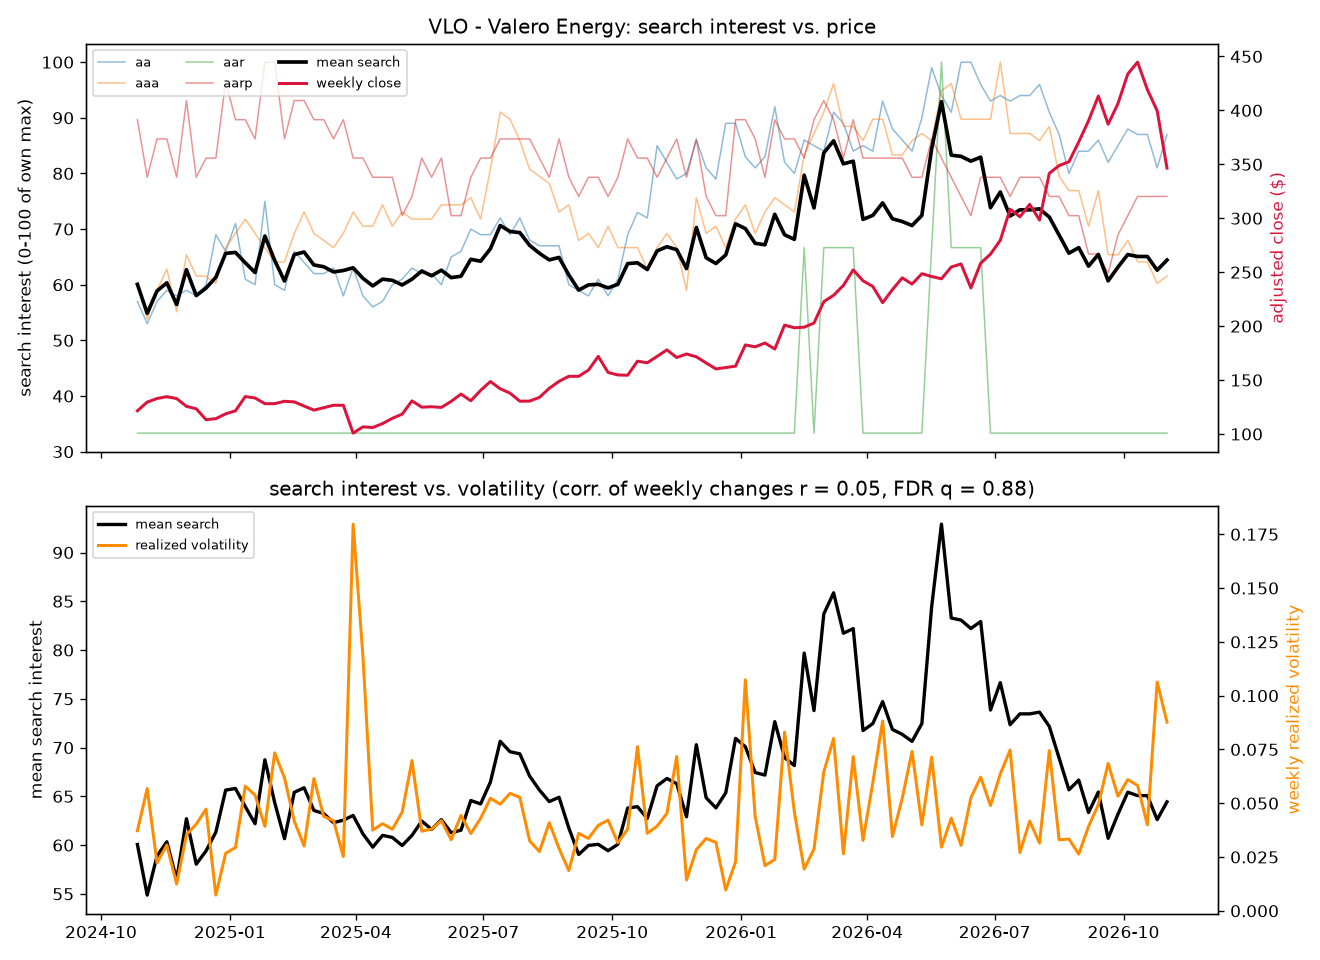 VLO - Valero Energy: search interest vs. price
aa
aar
mean search
aaa
aarp
weekly close
search interest (0-100 of own max)
100
90
80
70
60
50
40
30
adjusted close ($)
450
400
350
300
250
200
150
100
search interest vs. volatility (corr. of weekly changes r = 0.05, FDR q = 0.88)
mean search
realized volatility
mean search interest
90
85
80
75
70
65
60
55
weekly realized volatility
0.175
0.150
0.125
0.100
0.075
0.050
0.025
0.000
2024-10
2025-01
2025-04
2025-07
2025-10
2026-01
2026-04
2026-07
2026-10